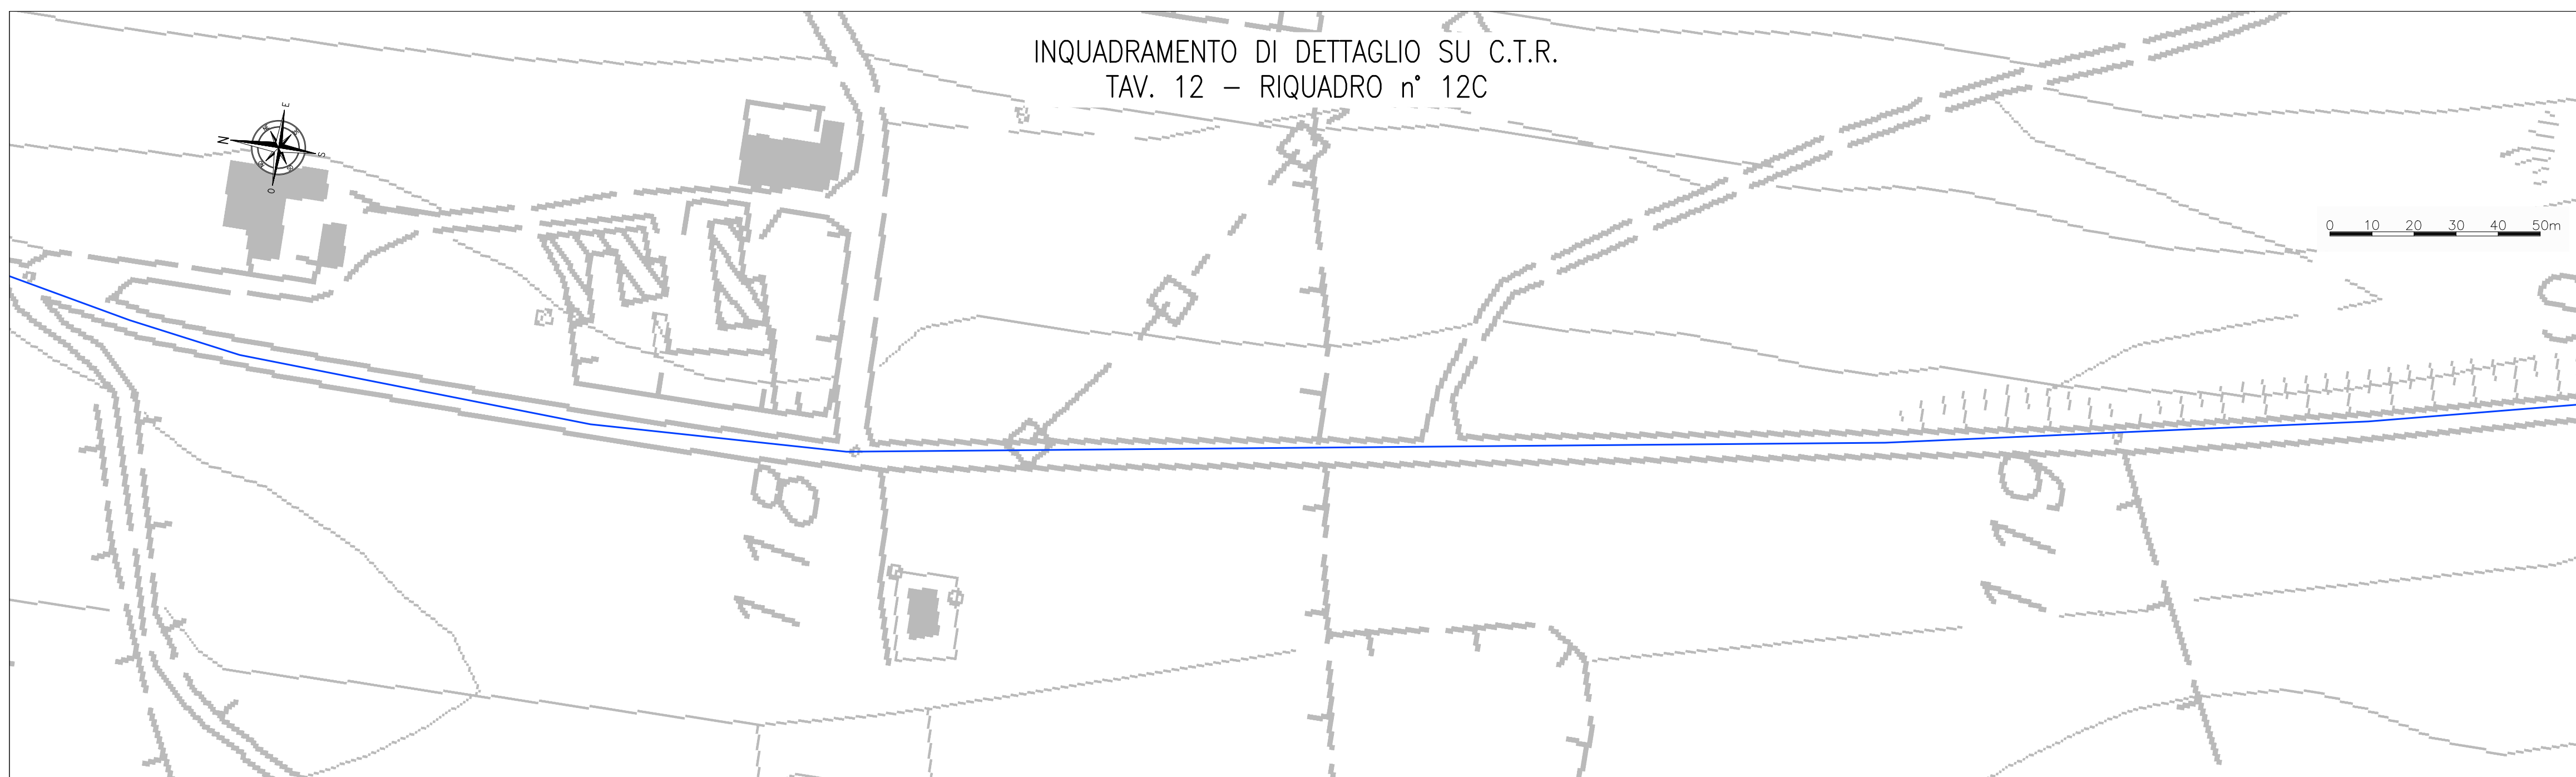 INQUADRAMENTO DI DETTAGLIO SU C.T.R.
TAV. 12 – RIQUADRO n° 12C
E
N
S
O
0 10 20 30 40 50m
118
119